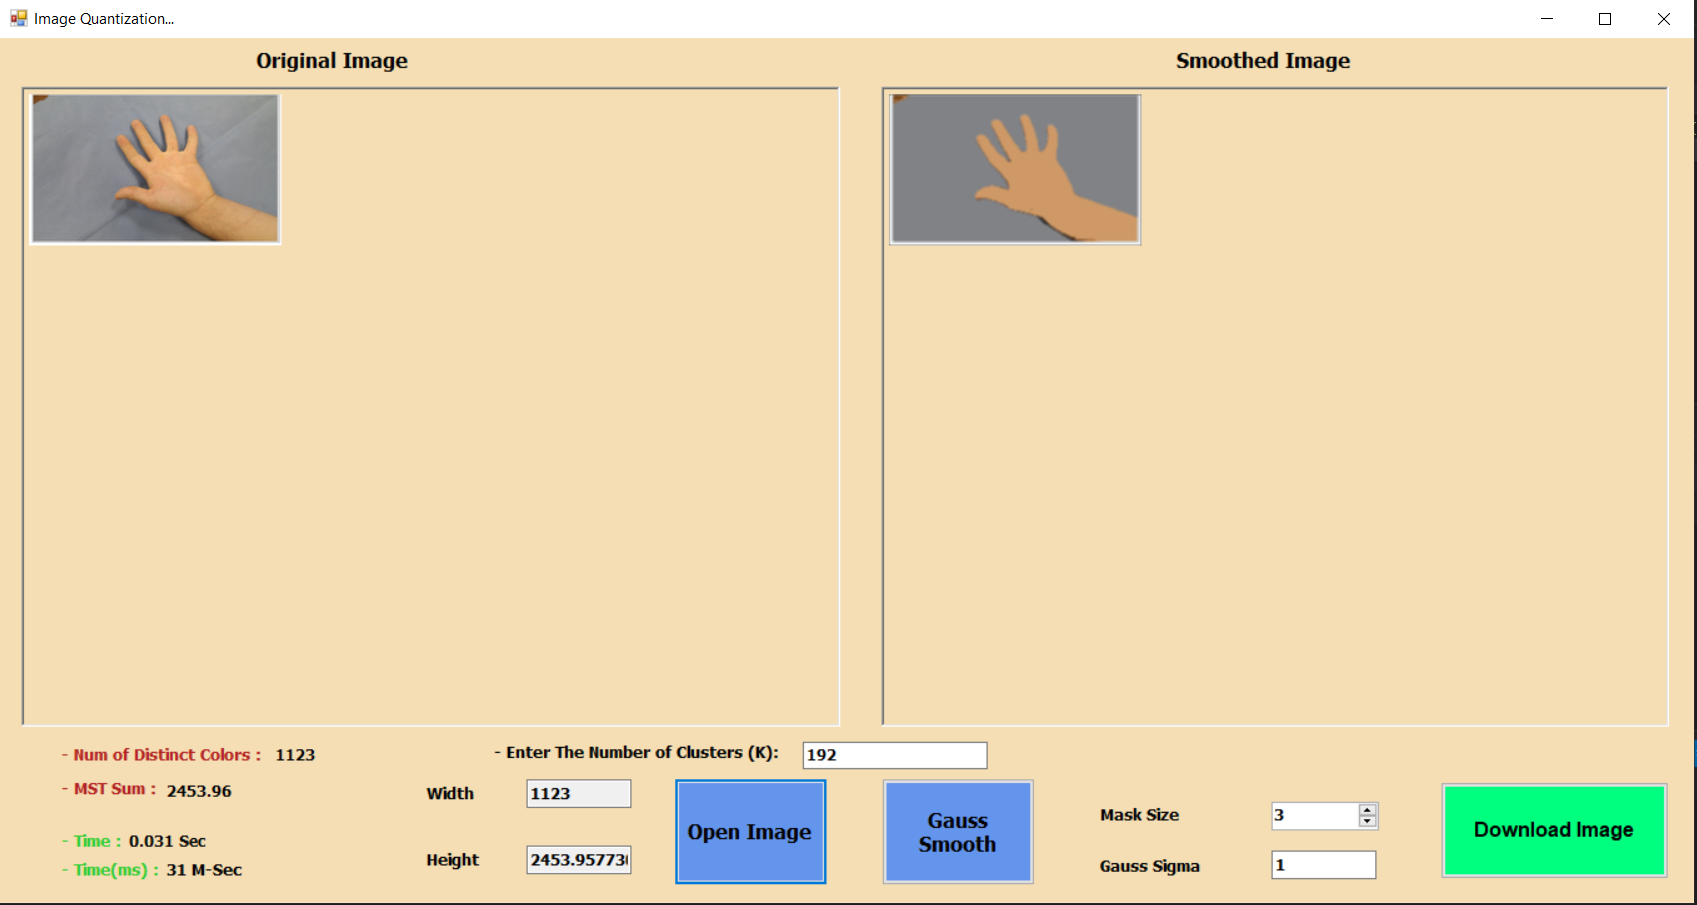 Image Quantization...
Original Image
Smoothed Image
- Num of Distinct Colors : 1123
- Enter The Number of Clusters (K): 192
- MST Sum : 2453.96
Width 1123
Open Image
Gauss
Smooth
Mask Size 3
Download Image
- Time : 0.031 Sec
Height 2453.957736
Gauss Sigma 1
- Time(ms) : 31 M-Sec